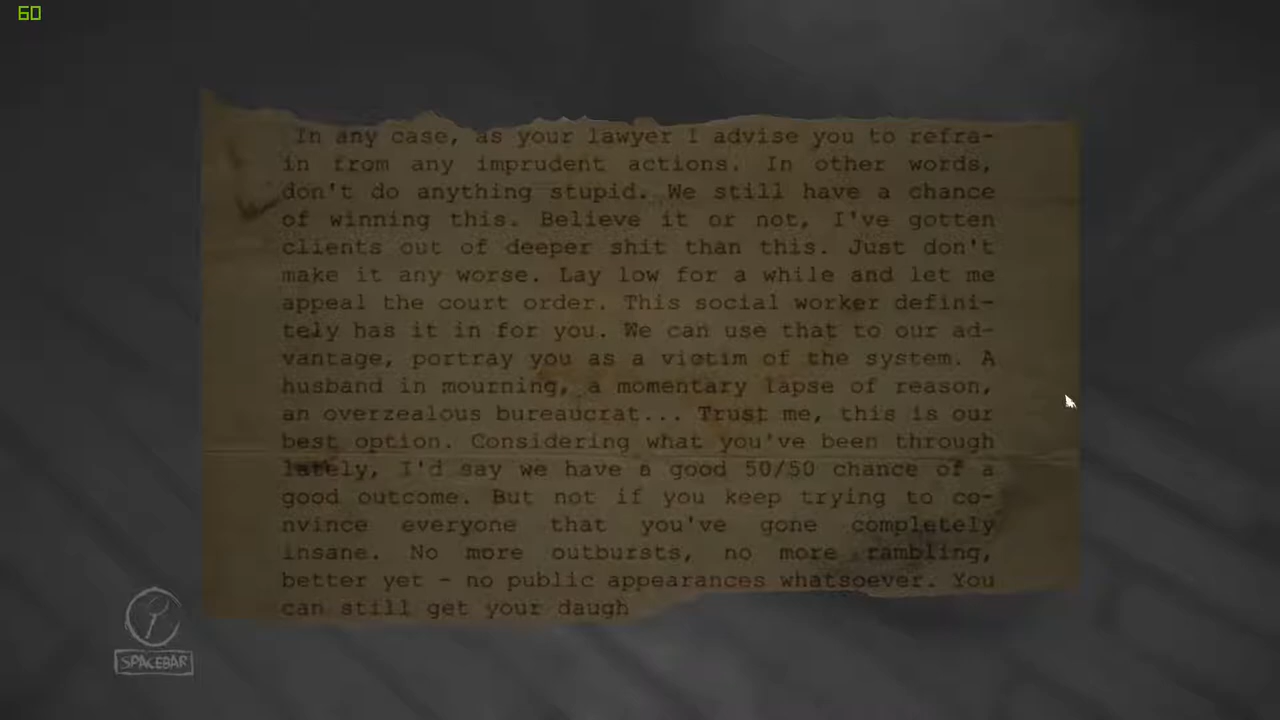 60
In any case, as your lawyer I advise you to refra-
in from any imprudent actions. In other words,
don't do anything stupid. We still have a chance
of winning this. Believe it or not, I've gotten
clients out of deeper shit than this. Just don't
make it any worse. Lay low for a while and let me
appeal the court order. This social worker defini-
tely has it in for you. We can use that to our ad-
vantage, portray you as a victim of the system. A
husband in mourning, a momentary lapse of reason,
an overzealous bureaucrat... Trust me, this is our
best option. Considering what you've been through
lately, I'd say we have a good 50/50 chance of a
good outcome. But not if you keep trying to co-
nvince everyone that you've gone completely
insane. No more outbursts, no more rambling,
better yet - no public appearances whatsoever. You
can still get your daugh
SPACEBAR